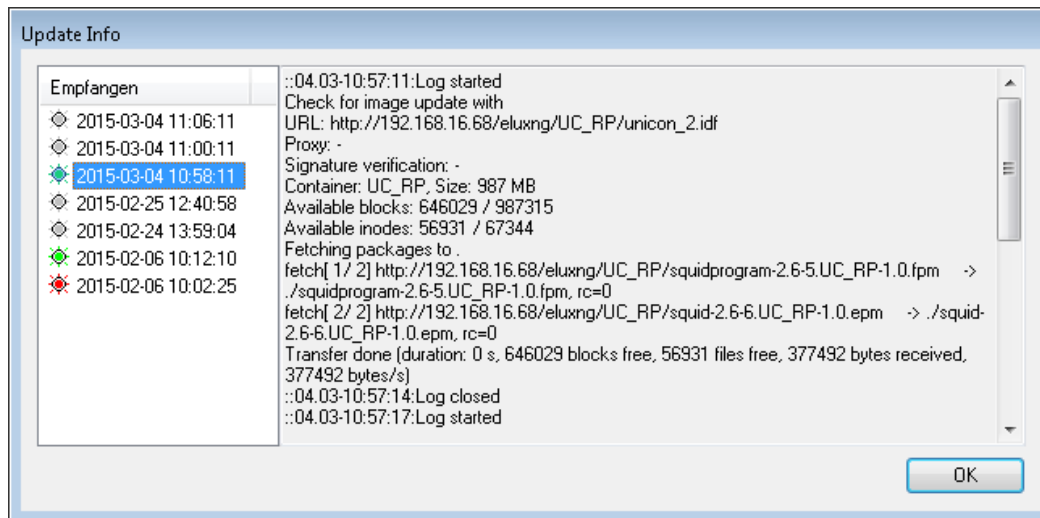 Update Info
Empfangen
2015-03-04 11:06:11
2015-03-04 11:00:11
2015-03-04 10:58:11
2015-02-25 12:40:58
2015-02-24 13:59:04
2015-02-06 10:12:10
2015-02-06 10:02:25
::04.03-10:57:11:Log started
Check for image update with
URL: http://192.168.16.68/eluxng/UC_RP/unicon_2.idf
Proxy: -
Signature verification: -
Container: UC_RP, Size: 987 MB
Available blocks: 646029 / 987315
Available inodes: 56931 / 67344
Fetching packages to .
fetch[ 1/ 2] http://192.168.16.68/eluxng/UC_RP/squidprogram-2.6-5.UC_RP-1.0.fpm -> 
./squidprogram-2.6-5.UC_RP-1.0.fpm, rc=0
fetch[ 2/ 2] http://192.168.16.68/eluxng/UC_RP/squid-2.6-6.UC_RP-1.0.epm -> ./squid-
2.6-6.UC_RP-1.0.epm, rc=0
Transfer done (duration: 0 s, 646029 blocks free, 56931 files free, 377492 bytes received,
377492 bytes/s)
::04.03-10:57:14:Log closed
::04.03-10:57:17:Log started
OK